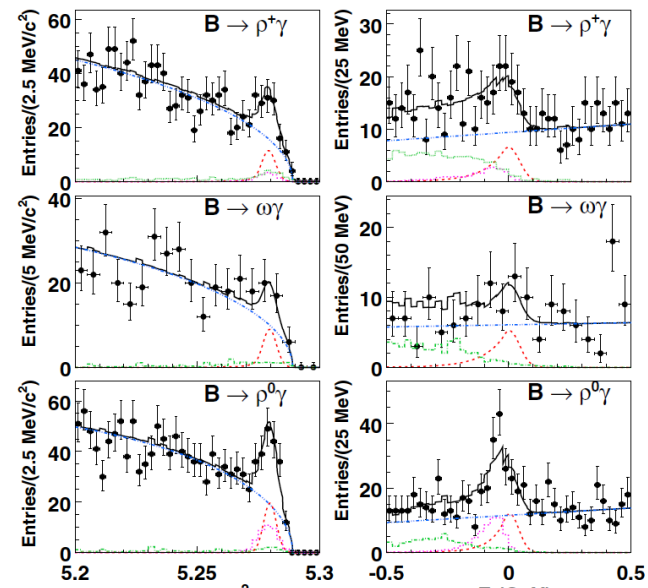 B → ρ⁺γ
Entries/(2.5 MeV/c²)
60
40
20
0
B → ρ⁺γ
Entries/(25 MeV)
30
20
10
0
B → ωγ
Entries/(5 MeV/c²)
40
20
0
B → ωγ
Entries/(50 MeV)
20
10
0
B → ρ⁰γ
Entries/(2.5 MeV/c²)
60
40
20
0
5.2 5.25 5.3
B → ρ⁰γ
Entries/(25 MeV)
40
20
0
-0.5 0 0.5